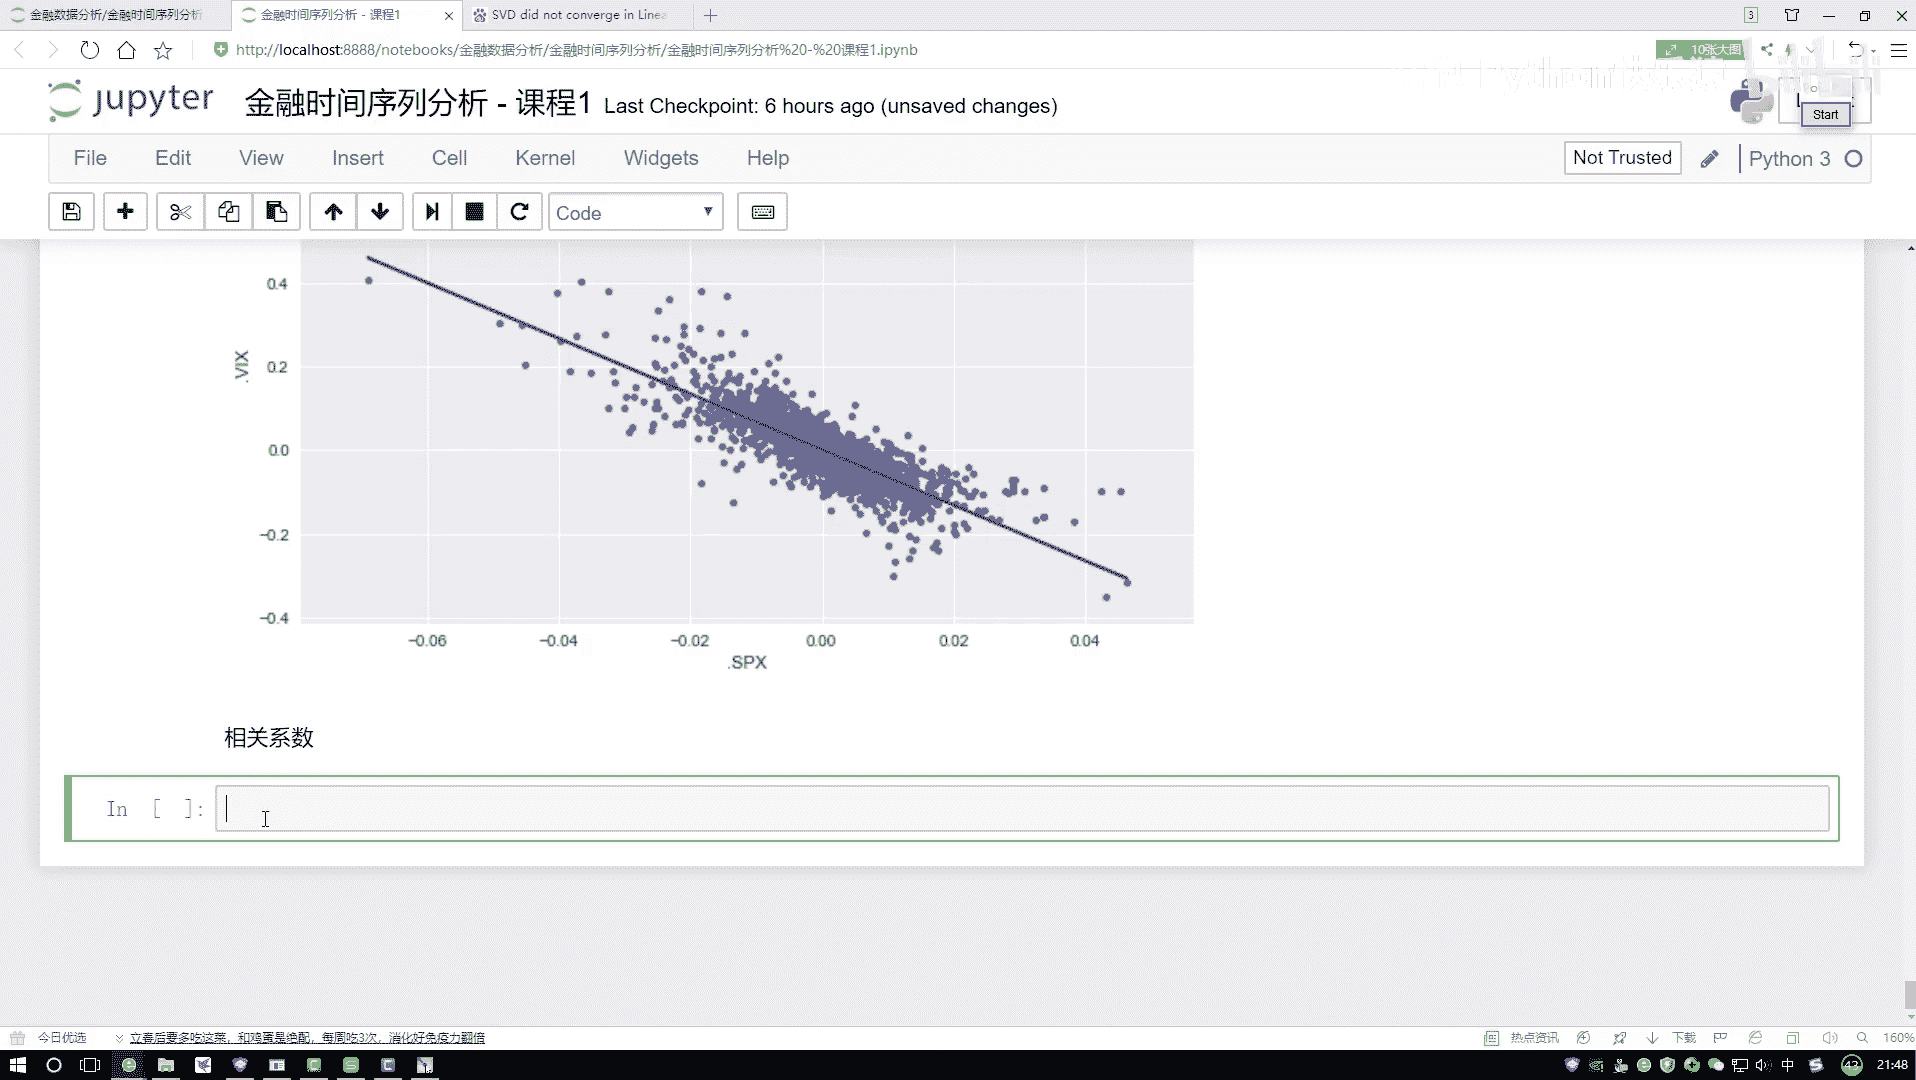 金融数据分析/金融时间序列分析
金融时间序列分析 - 课程1
SVD did not converge in Linea
3
http://localhost:8888/notebooks/金融数据分析/金融时间序列分析/金融时间序列分析%20-%20课程1.ipynb
10张大图
jupyter 金融时间序列分析 - 课程1 Last Checkpoint: 6 hours ago (unsaved changes)
Start
File Edit View Insert Cell Kernel Widgets Help
Not Trusted
Python 3
Code
0.4
0.2
0.0
−0.2
−0.4
.VIX
−0.06 −0.04 −0.02 0.00 0.02 0.04
.SPX
相关系数
In [ ]:
今日优选
立春后要多吃这菜，和鸡蛋是绝配，每周吃3次，消化好免疫力翻倍
热点资讯
下载
160%
中
43
21:48